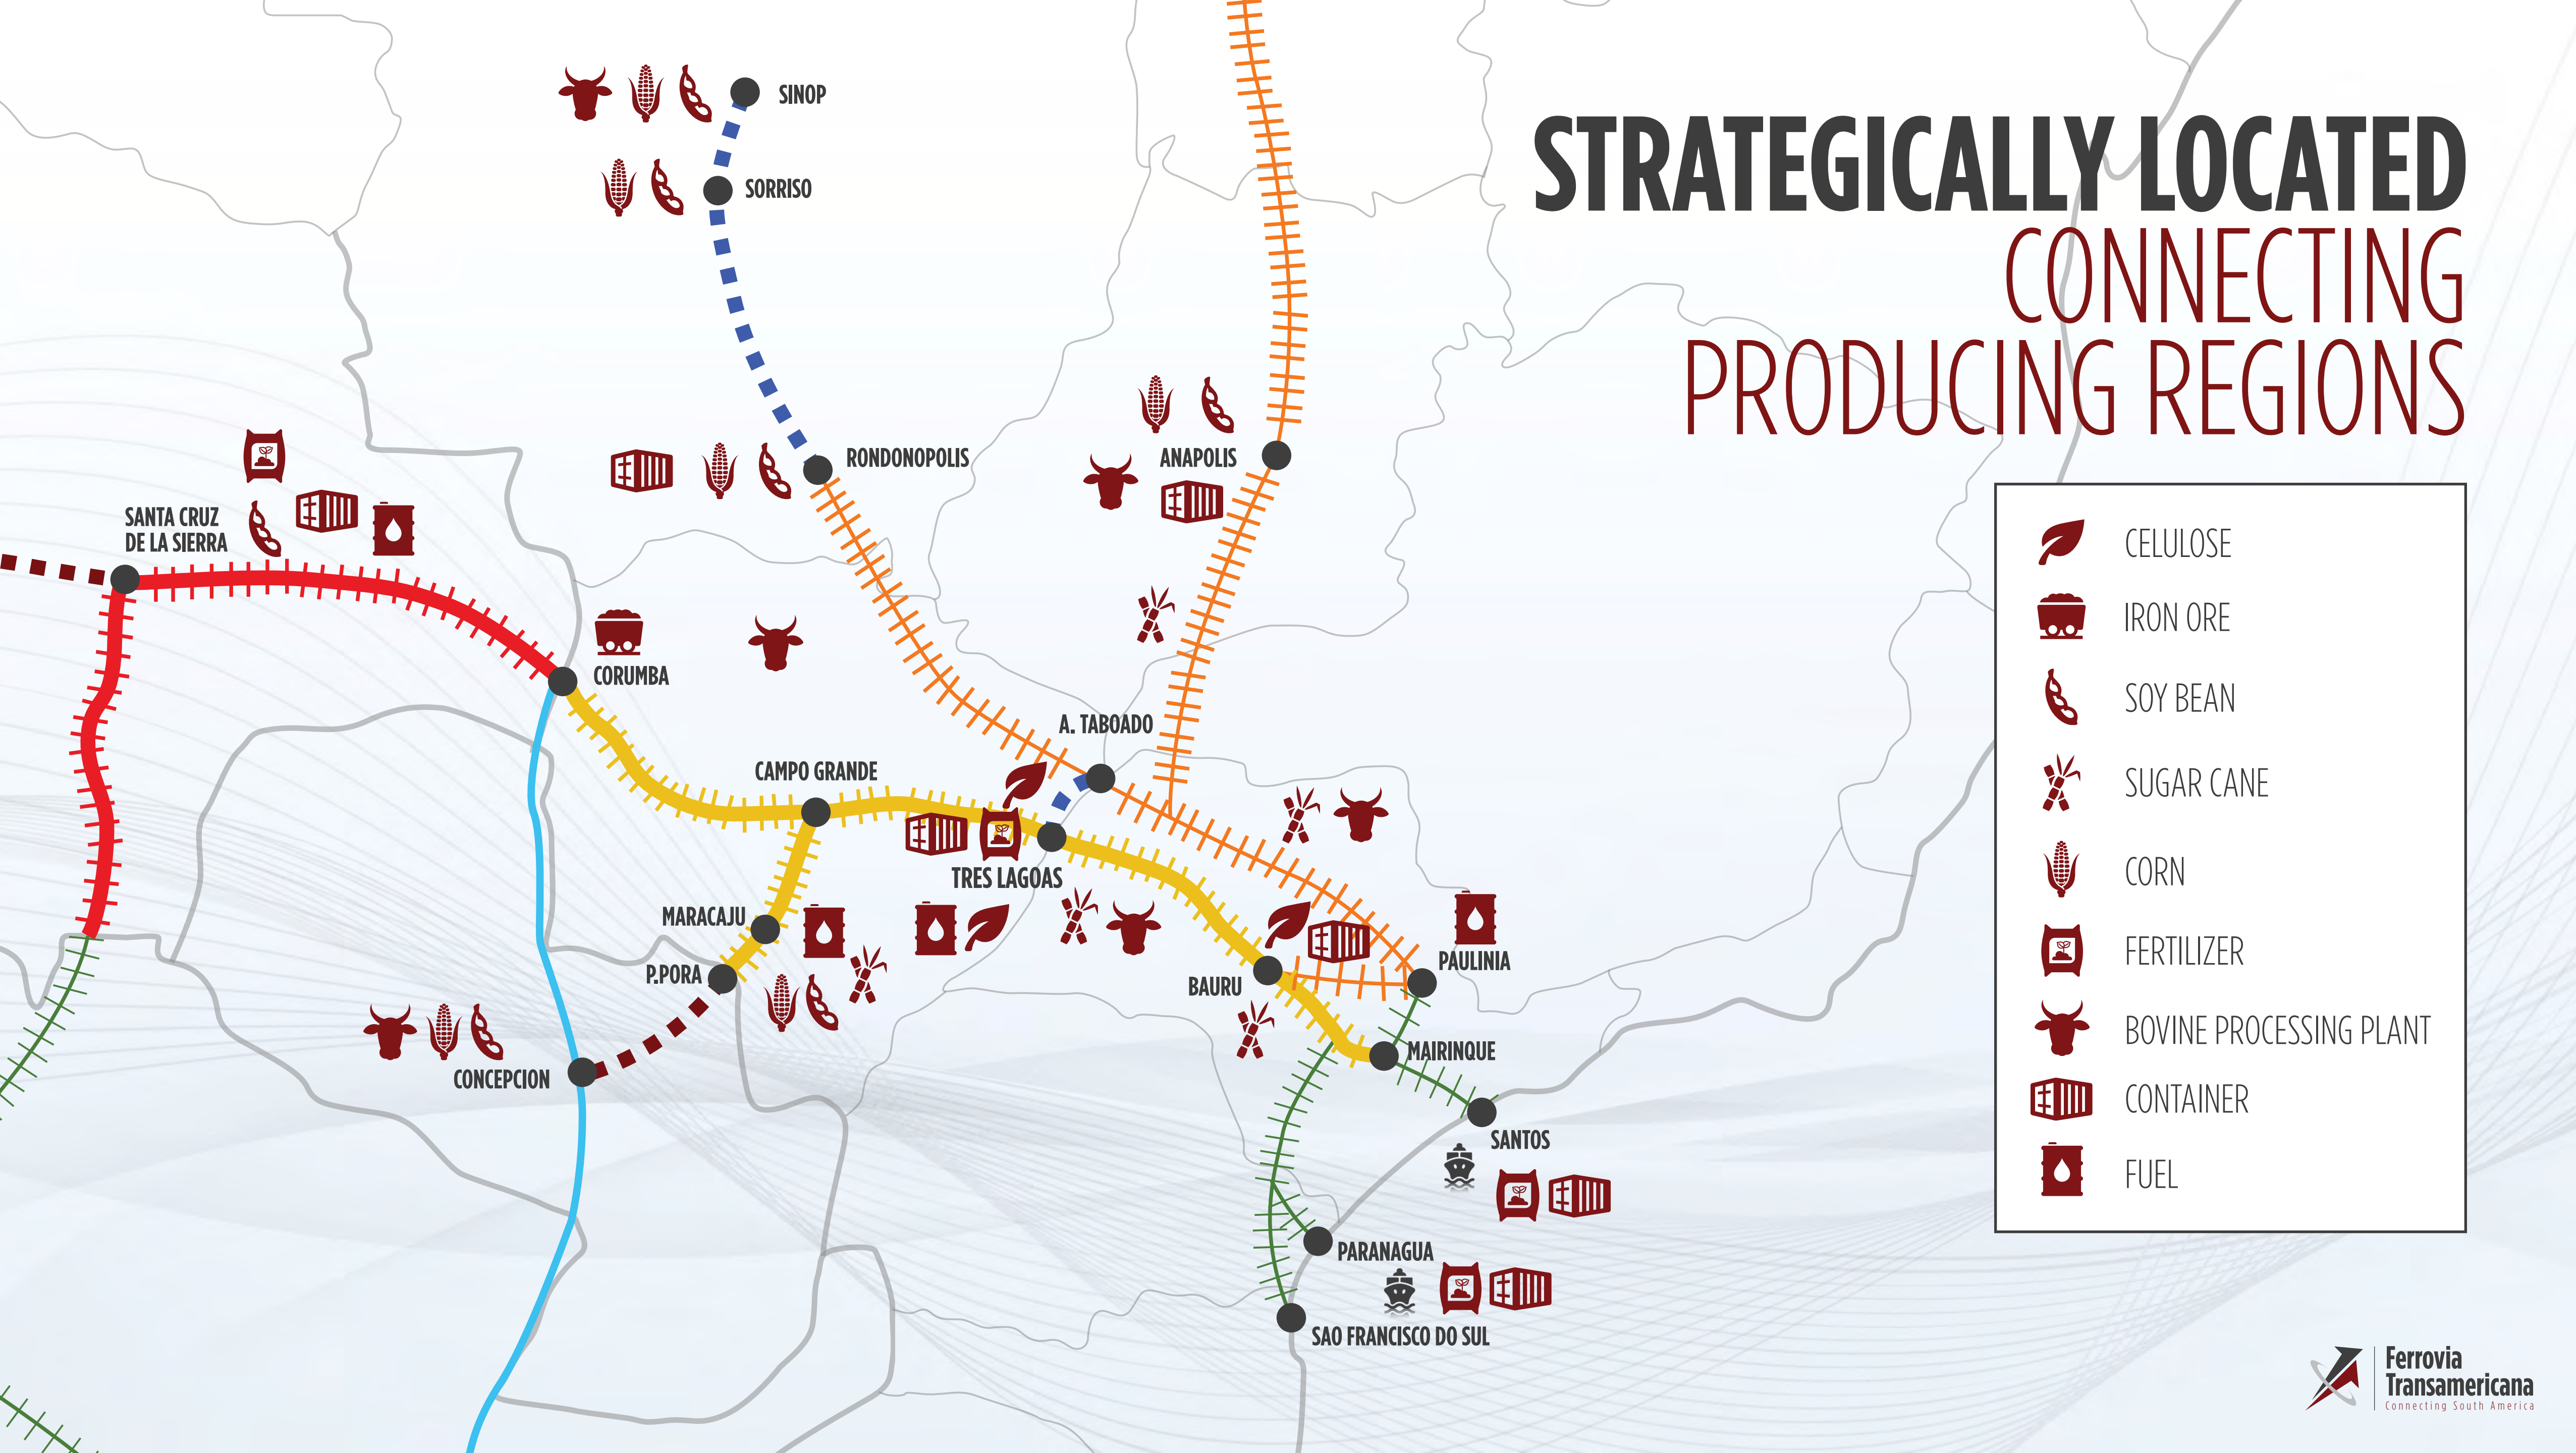 STRATEGICALLY LOCATED
CONNECTING
PRODUCING REGIONS
SINOP
SORRISO
RONDONOPOLIS
ANAPOLIS
SANTA CRUZ
DE LA SIERRA
CORUMBA
A. TABOADO
CAMPO GRANDE
TRES LAGOAS
MARACAJU
P.PORA
PAULINIA
BAURU
MAIRINQUE
CONCEPCION
SANTOS
PARANAGUA
SAO FRANCISCO DO SUL
CELULOSE
IRON ORE
SOY BEAN
SUGAR CANE
CORN
FERTILIZER
BOVINE PROCESSING PLANT
CONTAINER
FUEL
Ferrovia
Transamericana
Connecting South America